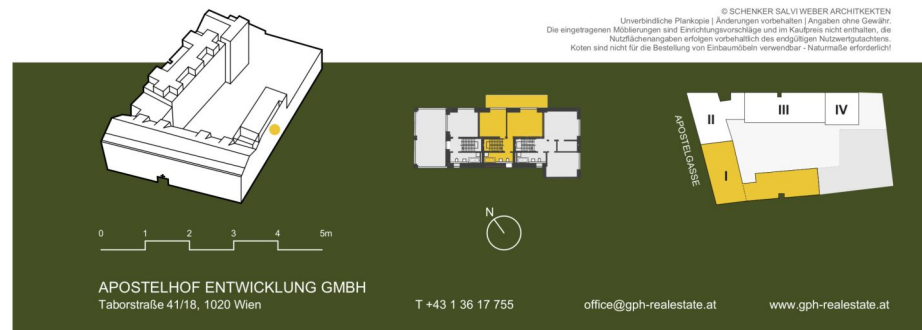 © SCHENKER SALVI WEBER ARCHITKEKTEN
Unverbindliche Plankopie | Änderungen vorbehalten | Angaben ohne Gewähr.
Die eingetragenen Möblierungen sind Einrichtungsvorschläge und im Kaufpreis nicht enthalten, die
Nutzflächenangaben erfolgen vorbehaltlich des endgültigen Nutzwertgutachtens.
Koten sind nicht für die Bestellung von Einbaumöbeln verwendbar - Naturmaße erforderlich!
II
III
IV
APOSTELGASSE
I
N
0 1 2 3 4 5m
APOSTELHOF ENTWICKLUNG GMBH
Taborstraße 41/18, 1020 Wien
T +43 1 36 17 755
office@gph-realestate.at
www.gph-realestate.at